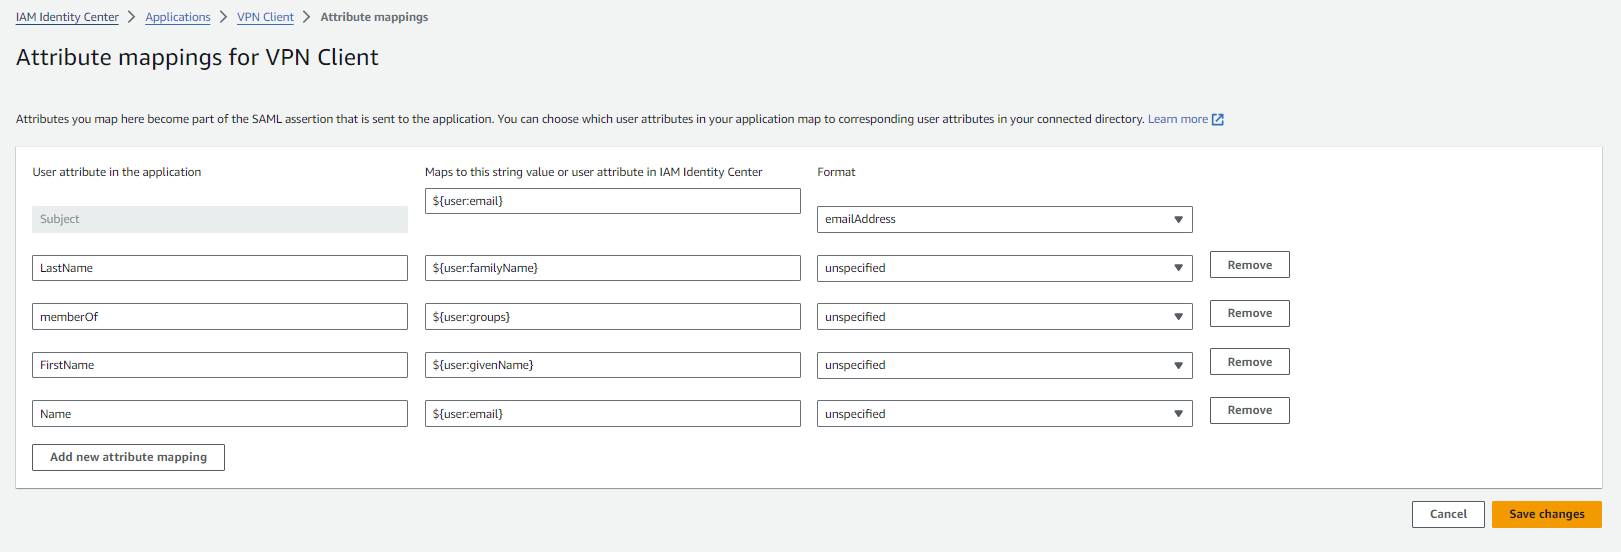 IAM Identity Center > Applications > VPN Client > Attribute mappings
Attribute mappings for VPN Client
Attributes you map here become part of the SAML assertion that is sent to the application. You can choose which user attributes in your application map to corresponding user attributes in your connected directory. Learn more
User attribute in the application Maps to this string value or user attribute in IAM Identity Center Format
Subject ${user:email} emailAddress
LastName ${user:familyName} unspecified Remove
memberOf ${user:groups} unspecified Remove
FirstName ${user:givenName} unspecified Remove
Name ${user:email} unspecified Remove
Add new attribute mapping
Cancel Save changes